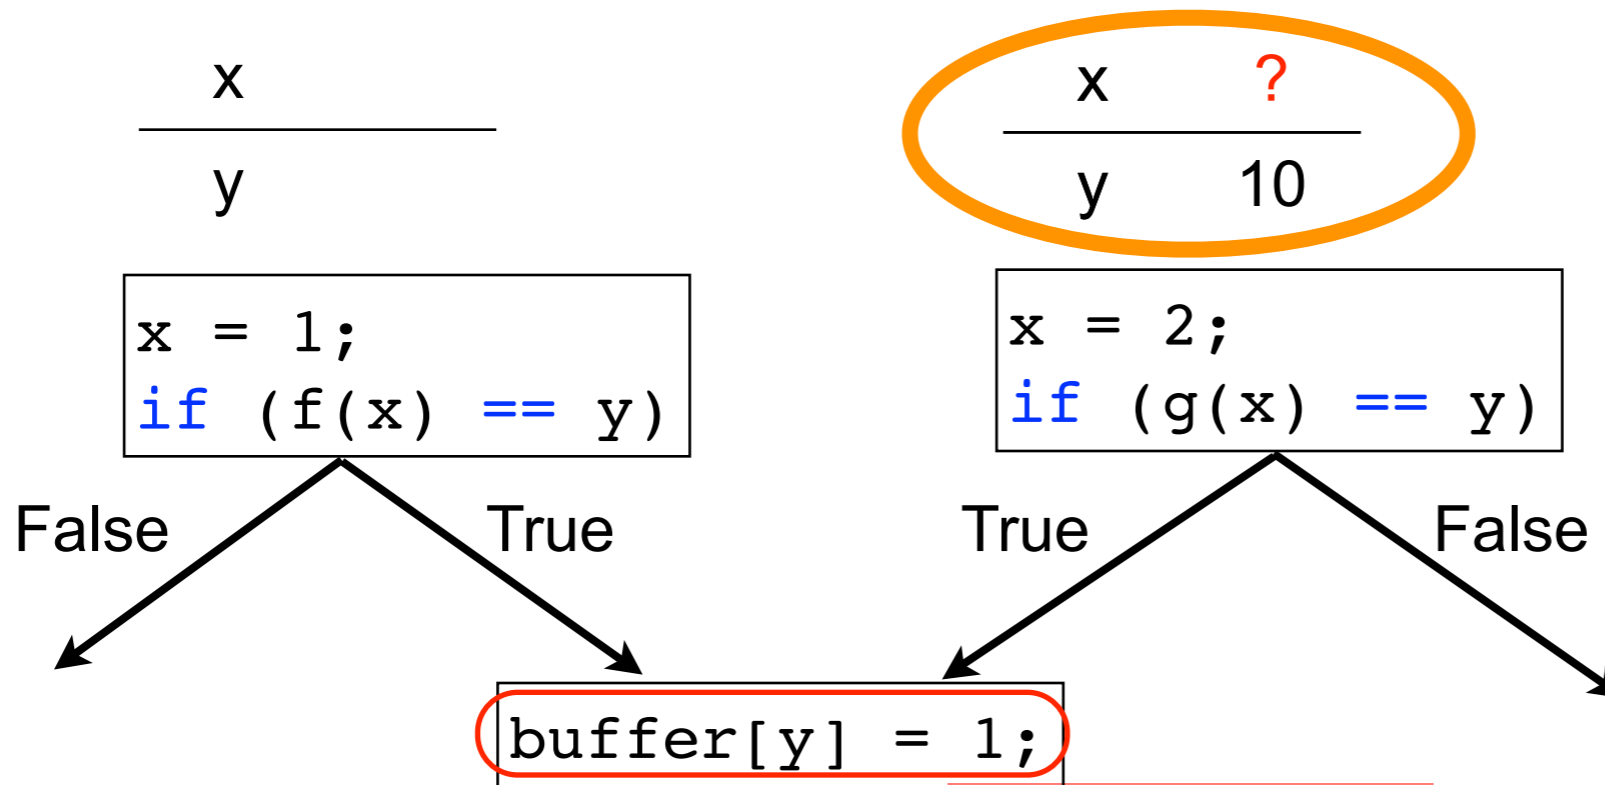 x
y
x ?
y 10
x = 1;
if (f(x) == y)
x = 2;
if (g(x) == y)
False
True
True
False
buffer[y] = 1;